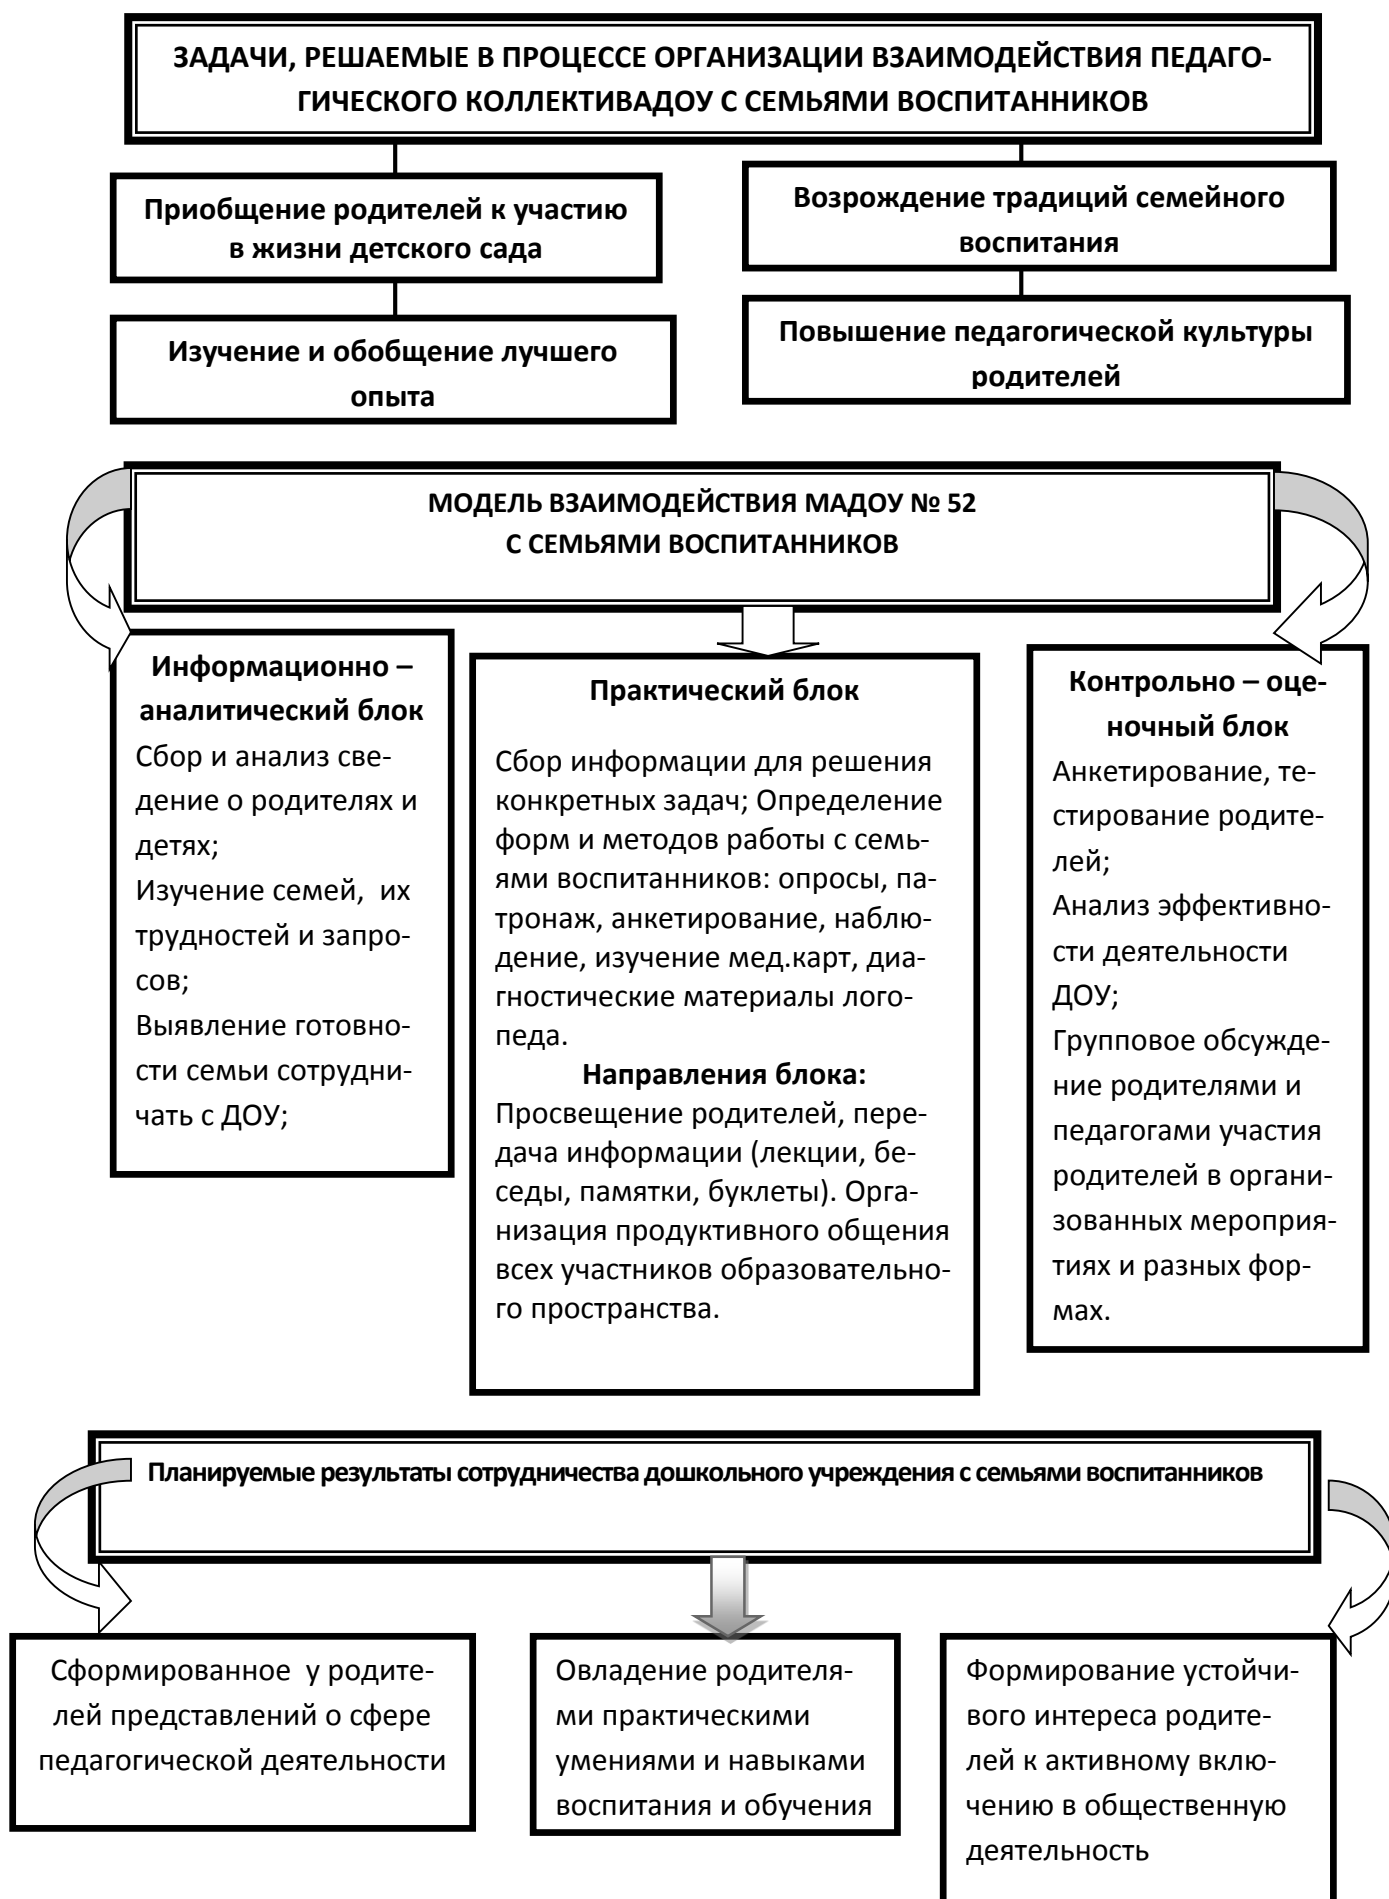 ЗАДАЧИ, РЕШАЕМЫЕ В ПРОЦЕССЕ ОРГАНИЗАЦИИ ВЗАИМОДЕЙСТВИЯ ПЕДАГО-
ГИЧЕСКОГО КОЛЛЕКТИВАДОУ С СЕМЬЯМИ ВОСПИТАННИКОВ
Приобщение родителей к участию
в жизни детского сада
Возрождение традиций семейного
воспитания
Изучение и обобщение лучшего
опыта
Повышение педагогической культуры
родителей
МОДЕЛЬ ВЗАИМОДЕЙСТВИЯ МАДОУ № 52
С СЕМЬЯМИ ВОСПИТАННИКОВ
Информационно –
аналитический блок
Сбор и анализ све-
дение о родителях и
детях;
Изучение семей,  их
трудностей и запро-
сов;
Выявление готовно-
сти семьи сотрудни-
чать с ДОУ;
Практический блок
Сбор информации для решения
конкретных задач; Определение
форм и методов работы с семь-
ями воспитанников: опросы, па-
тронаж, анкетирование, наблю-
дение, изучение мед.карт, диа-
гностические материалы лого-
педа.
Направления блока:
Просвещение родителей, пере-
дача информации (лекции, бе-
седы, памятки, буклеты). Орга-
низация продуктивного общения
всех участников образовательно-
го пространства.
Контрольно – оце-
ночный блок
Анкетирование, те-
стирование родите-
лей;
Анализ эффективно-
сти деятельности
ДОУ;
Групповое обсужде-
ние родителями и
педагогами участия
родителей в органи-
зованных мероприя-
тиях и разных фор-
мах.
Планируемые результаты сотрудничества дошкольного учреждения с семьями воспитанников
Сформированное  у родите-
лей представлений о сфере
педагогической деятельности
Овладение родителя-
ми практическими
умениями и навыками
воспитания и обучения
Формирование устойчи-
вого интереса родите-
лей к активному вклю-
чению в общественную
деятельность